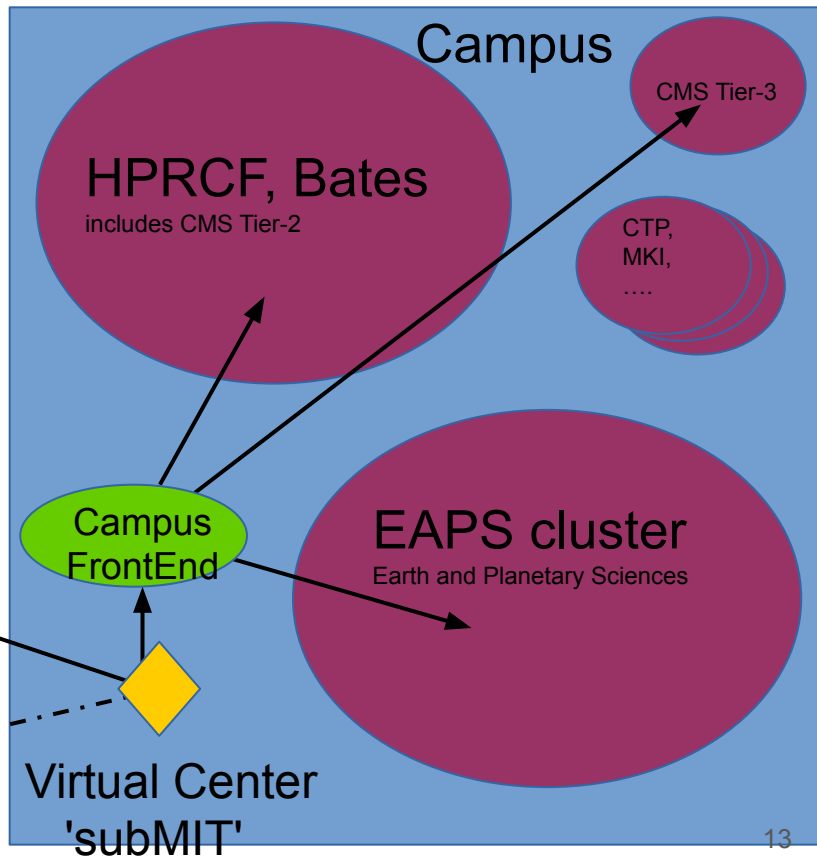 Campus
CMS Tier-3
HPRCF, Bates
includes CMS Tier-2
CTP,
MKI,
....
Campus
FrontEnd
EAPS cluster
Earth and Planetary Sciences
Virtual Center
'subMIT'
13